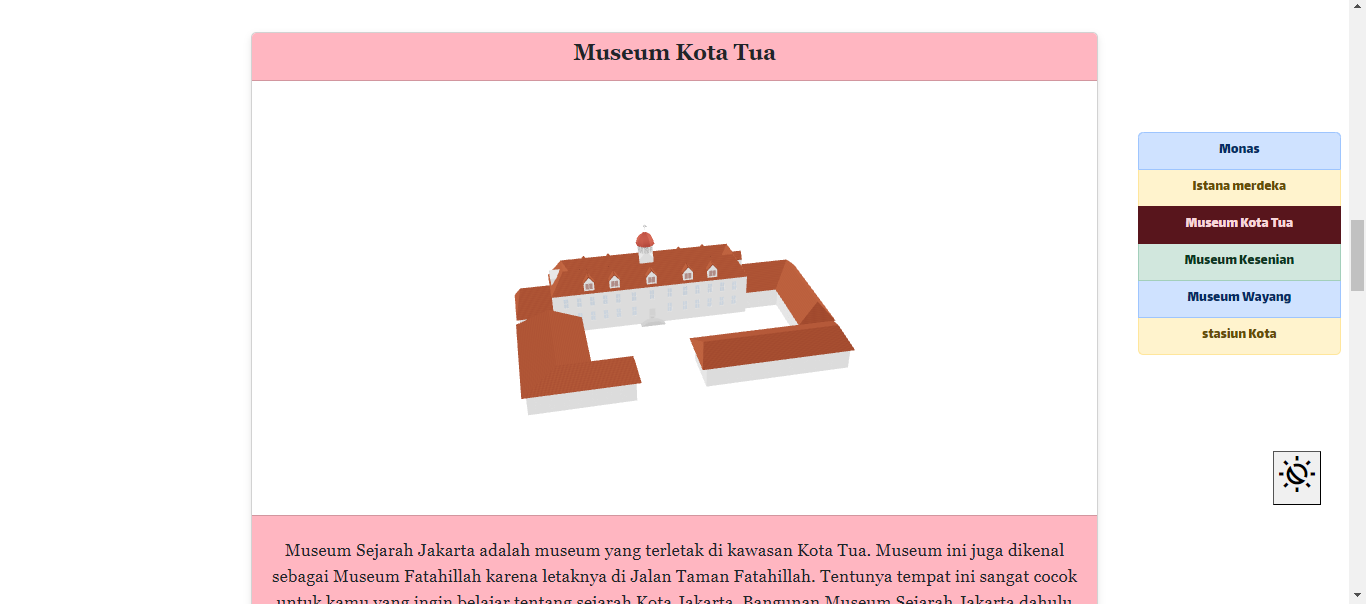 Museum Kota Tua
Monas
Istana merdeka
Museum Kota Tua
Museum Kesenian
Museum Wayang
stasiun Kota
Museum Sejarah Jakarta adalah museum yang terletak di kawasan Kota Tua. Museum ini juga dikenal
sebagai Museum Fatahillah karena letaknya di Jalan Taman Fatahillah. Tentunya tempat ini sangat cocok
untuk kamu yang ingin belajar tentang sejarah Kota Jakarta. Bangunan Museum Sejarah Jakarta dahulu